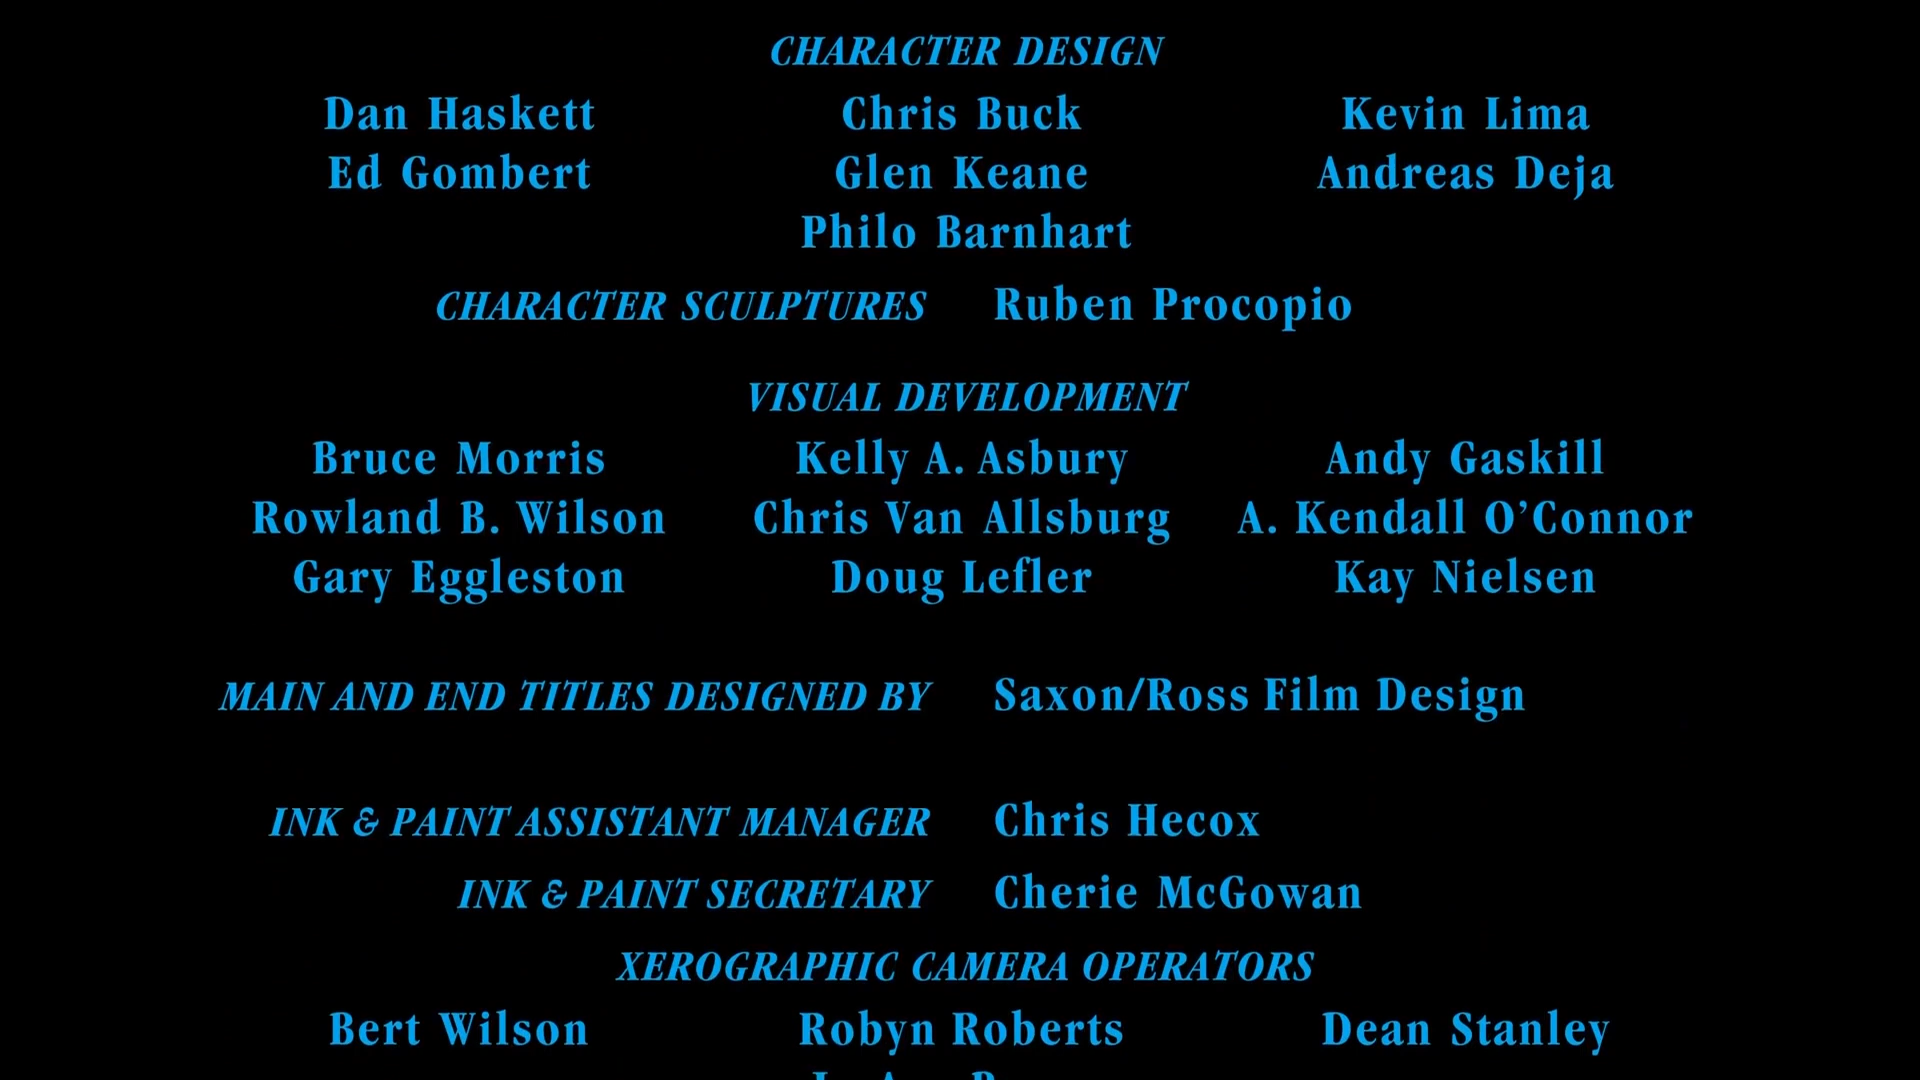 CHARACTER DESIGN
Dan Haskett Chris Buck Kevin Lima
Ed Gombert Glen Keane Andreas Deja
Philo Barnhart
CHARACTER SCULPTURES Ruben Procopio
VISUAL DEVELOPMENT
Bruce Morris Kelly A. Asbury Andy Gaskill
Rowland B. Wilson Chris Van Allsburg A. Kendall O’Connor
Gary Eggleston Doug Lefler Kay Nielsen
MAIN AND END TITLES DESIGNED BY Saxon/Ross Film Design
INK & PAINT ASSISTANT MANAGER Chris Hecox
INK & PAINT SECRETARY Cherie McGowan
XEROGRAPHIC CAMERA OPERATORS
Bert Wilson Robyn Roberts Dean Stanley